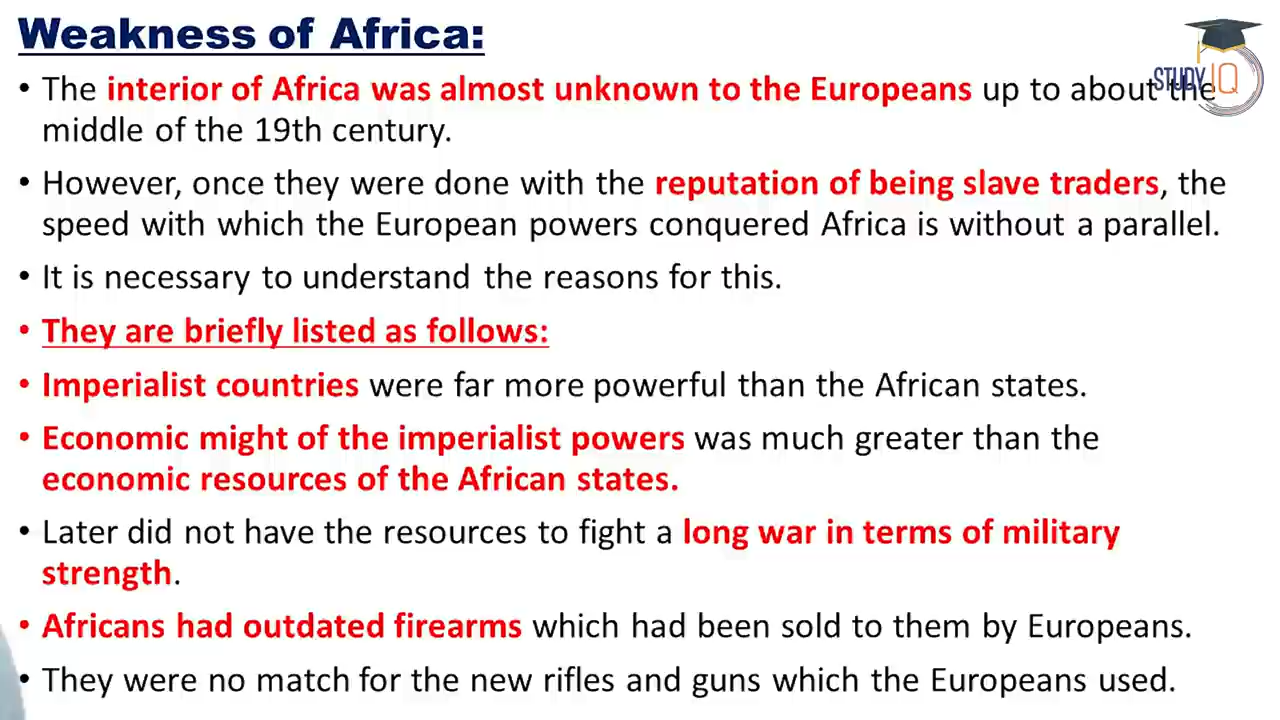 Weakness of Africa:
• The interior of Africa was almost unknown to the Europeans up to about the
middle of the 19th century.
• However, once they were done with the reputation of being slave traders, the
speed with which the European powers conquered Africa is without a parallel.
• It is necessary to understand the reasons for this.
• They are briefly listed as follows:
• Imperialist countries were far more powerful than the African states.
• Economic might of the imperialist powers was much greater than the
economic resources of the African states.
• Later did not have the resources to fight a long war in terms of military
strength.
• Africans had outdated firearms which had been sold to them by Europeans.
• They were no match for the new rifles and guns which the Europeans used.
STUDY IQ